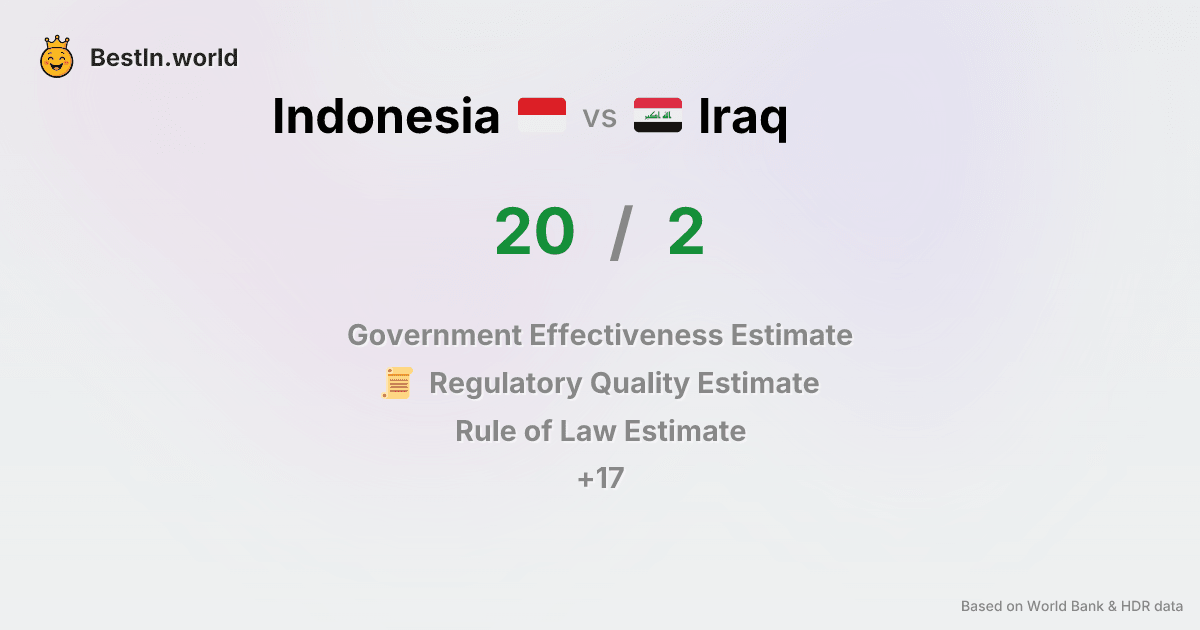 BestIn.world
Indonesia vs Iraq
20 / 2
Government Effectiveness Estimate
Regulatory Quality Estimate
Rule of Law Estimate
+17
Based on World Bank & HDR data